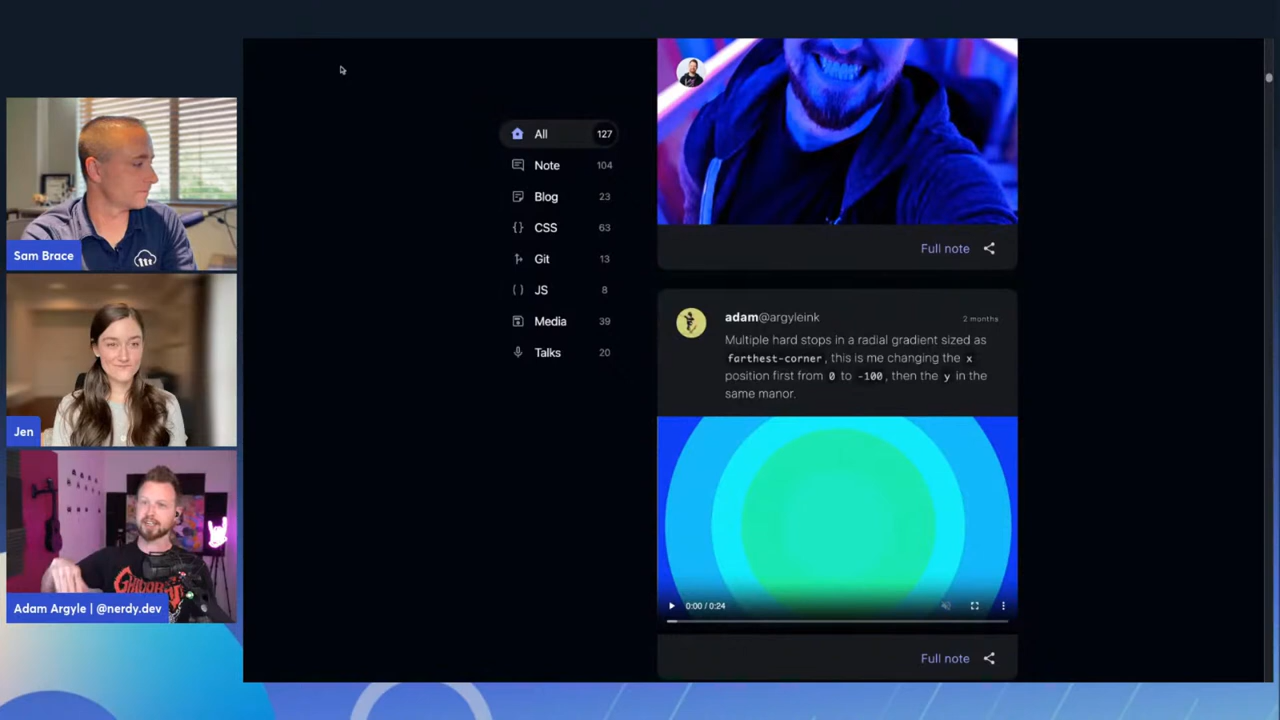 Sam Brace
Jen
Adam Argyle | @nerdy.dev
All 127
Note 104
Blog 23
CSS 63
Git 13
JS 8
Media 39
Talks 20
Full note
adam@argyleink 2 months
Multiple hard stops in a radial gradient sized as
farthest-corner, this is me changing the x
position first from 0 to -100, then the y in the
same manor.
0:00 / 0:24
Full note